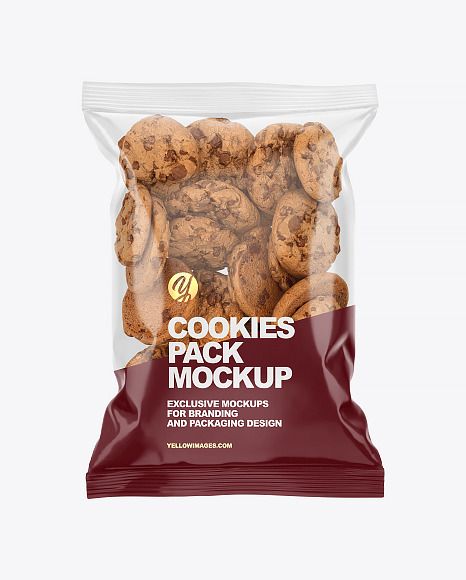 COOKIES
PACK
MOCKUP
EXCLUSIVE MOCKUPS
FOR BRANDING
AND PACKAGING DESIGN
YELLOWIMAGES.COM